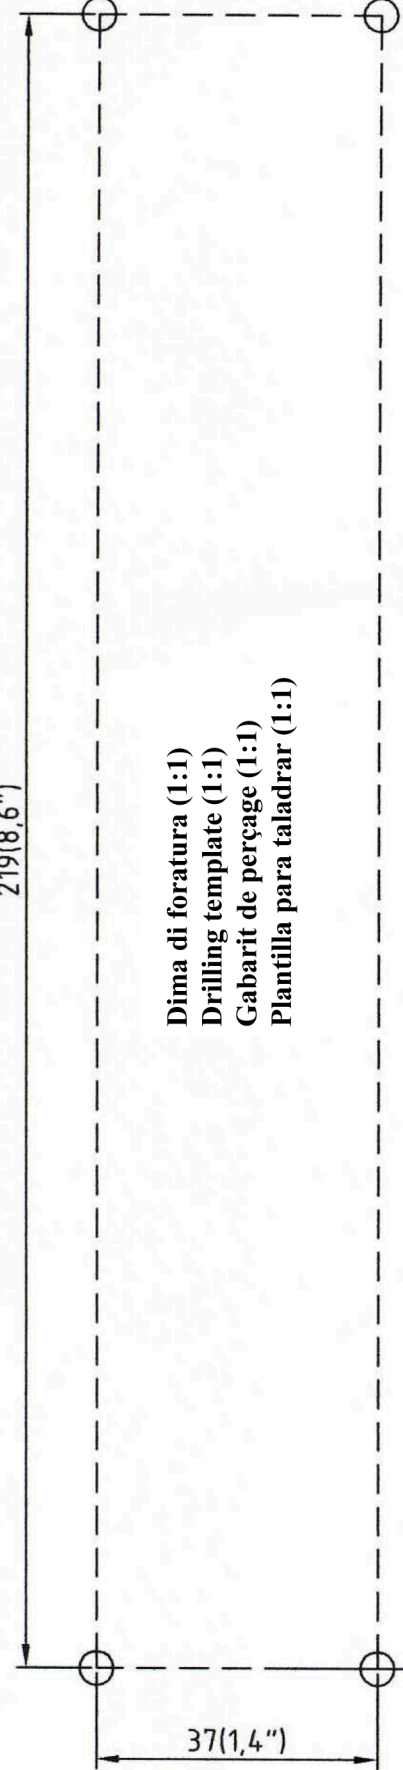 219(8,6")
Dima di foratura (1:1)
Drilling template (1:1)
Gabarit de perçage (1:1)
Plantilla para taladrar (1:1)
37(1,4")